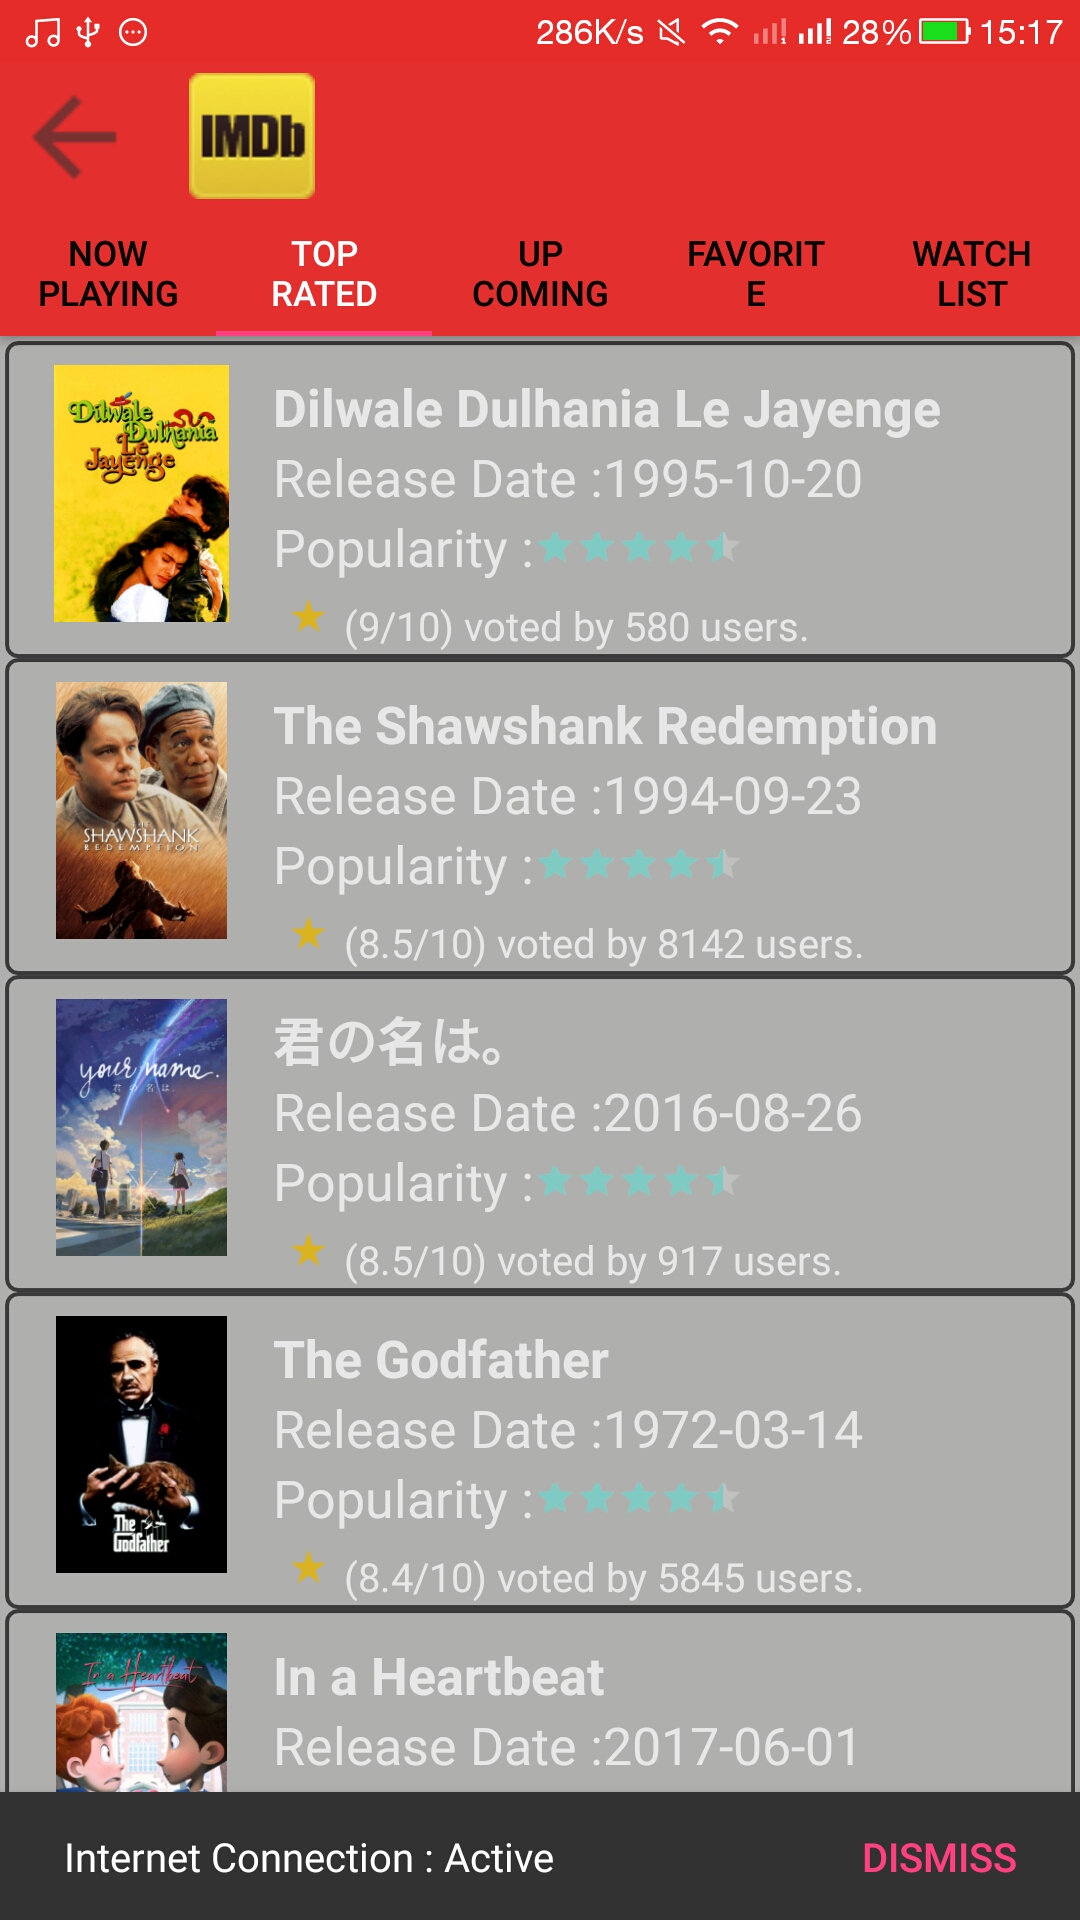 286K/s 28% 15:17
IMDb
NOW PLAYING
TOP RATED
UP COMING
FAVORIT
E
WATCH LIST
Dilwale Dulhania Le Jayenge
Dilwale Dulhania Le Jayenge
Release Date :1995-10-20
Popularity :
(9/10) voted by 580 users.
THE SHAWSHANK REDEMPTION
The Shawshank Redemption
Release Date :1994-09-23
Popularity :
(8.5/10) voted by 8142 users.
your name.
君の名は。
君の名は。
Release Date :2016-08-26
Popularity :
(8.5/10) voted by 917 users.
The Godfather
The Godfather
Release Date :1972-03-14
Popularity :
(8.4/10) voted by 5845 users.
In a Heartbeat
In a Heartbeat
Release Date :2017-06-01
Internet Connection : Active
DISMISS